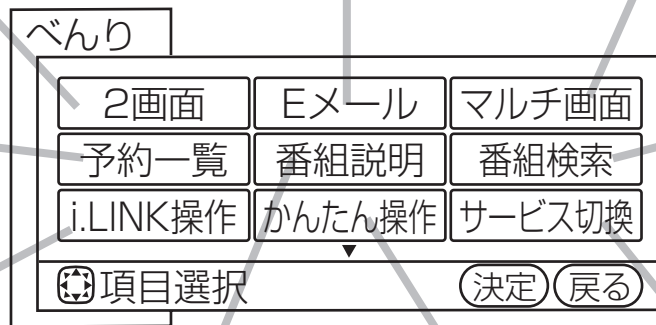 べんり
2画面 Eメール マルチ画面
予約一覧 番組説明 番組検索
i.LINK操作 かんたん操作 サービス切換
▼
項目選択 決定 戻る